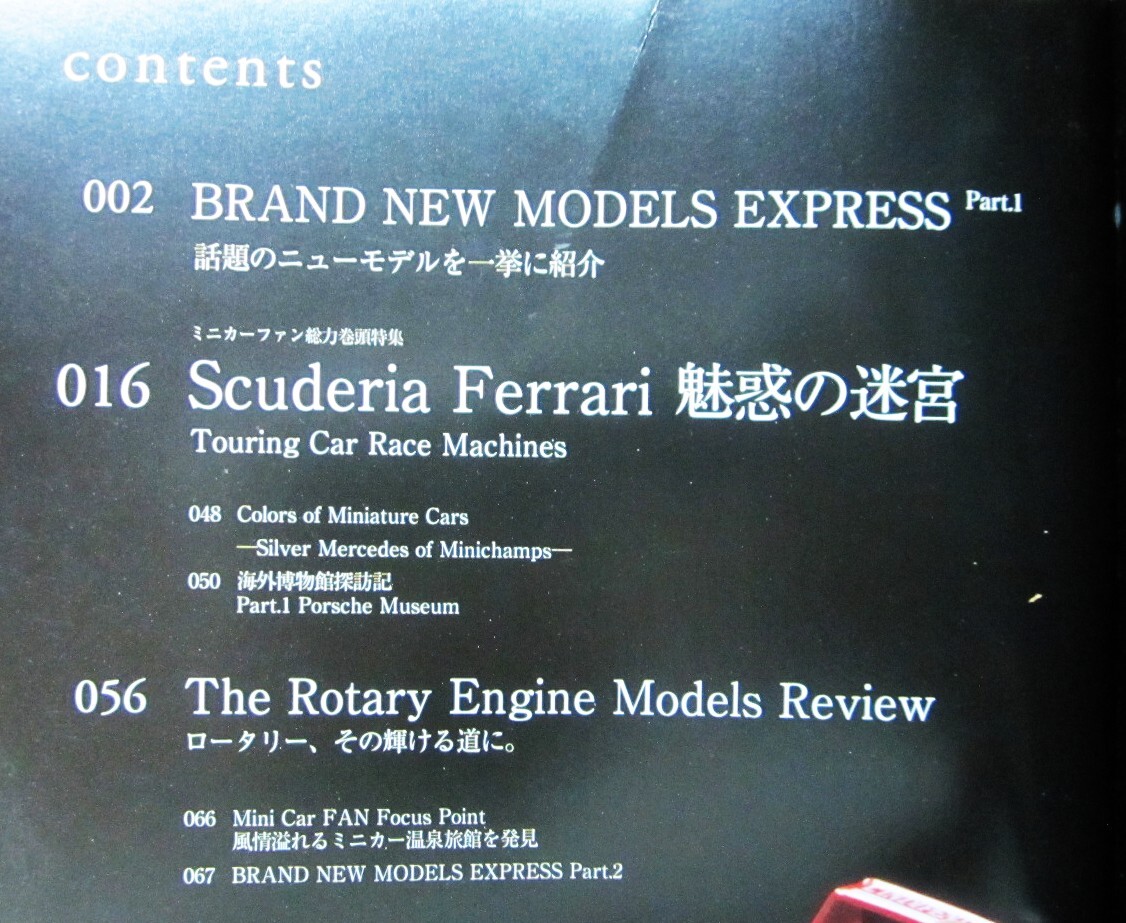 contents
002 BRAND NEW MODELS EXPRESS Part.1
話題のニューモデルを一挙に紹介
ミニカーファン総力巻頭特集
016 Scuderia Ferrari 魅惑の迷宮
Touring Car Race Machines
048 Colors of Miniature Cars
—Silver Mercedes of Minichamps—
050 海外博物館探訪記
Part.1 Porsche Museum
056 The Rotary Engine Models Review
ロータリー、その輝ける道に。
066 Mini Car FAN Focus Point
風情溢れるミニカー温泉旅館を発見
067 BRAND NEW MODELS EXPRESS Part.2